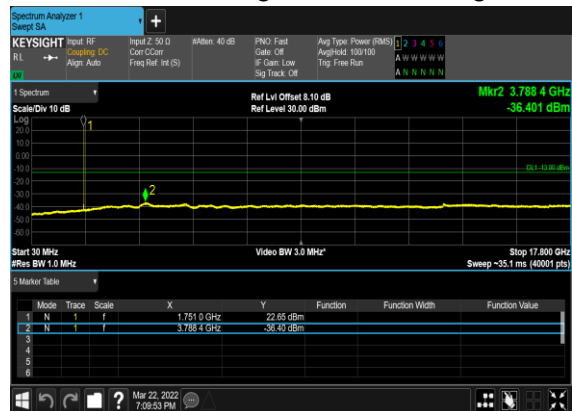 Spectrum Analyzer 1
Swept SA
KEYSIGHT Input: RF Input Z: 50 Ω #Atten: 40 dB PNO: Fast Avg Type: Power (RMS) 1 2 3 4 5 6
RL Coupling: DC Corr CCorr Gate: Off Avg|Hold: 100/100 A W W W W W
Align: Auto Freq Ref: Int (S) IF Gain: Low Trig: Free Run
LW Sig Track: Off A N N N N N
1 Spectrum Ref Lvl Offset 8.10 dB Mkr2 3.788 4 GHz
Scale/Div 10 dB Ref Level 30.00 dBm -36.401 dBm
Log
20.0 1
10.0
0.00
-10.0 DL1 -13.00 dBm
-20.0
-30.0 2
-40.0
-50.0
-60.0
Start 30 MHz Video BW 3.0 MHz* Stop 17.800 GHz
#Res BW 1.0 MHz Sweep ~35.1 ms (40001 pts)
5 Marker Table
Mode Trace Scale X Y Function Function Width Function Value
1 N 1 f 1.751 0 GHz 22.65 dBm
2 N 1 f 3.788 4 GHz -36.40 dBm
3
4
5
6
? Mar 22, 2022
7:09:53 PM